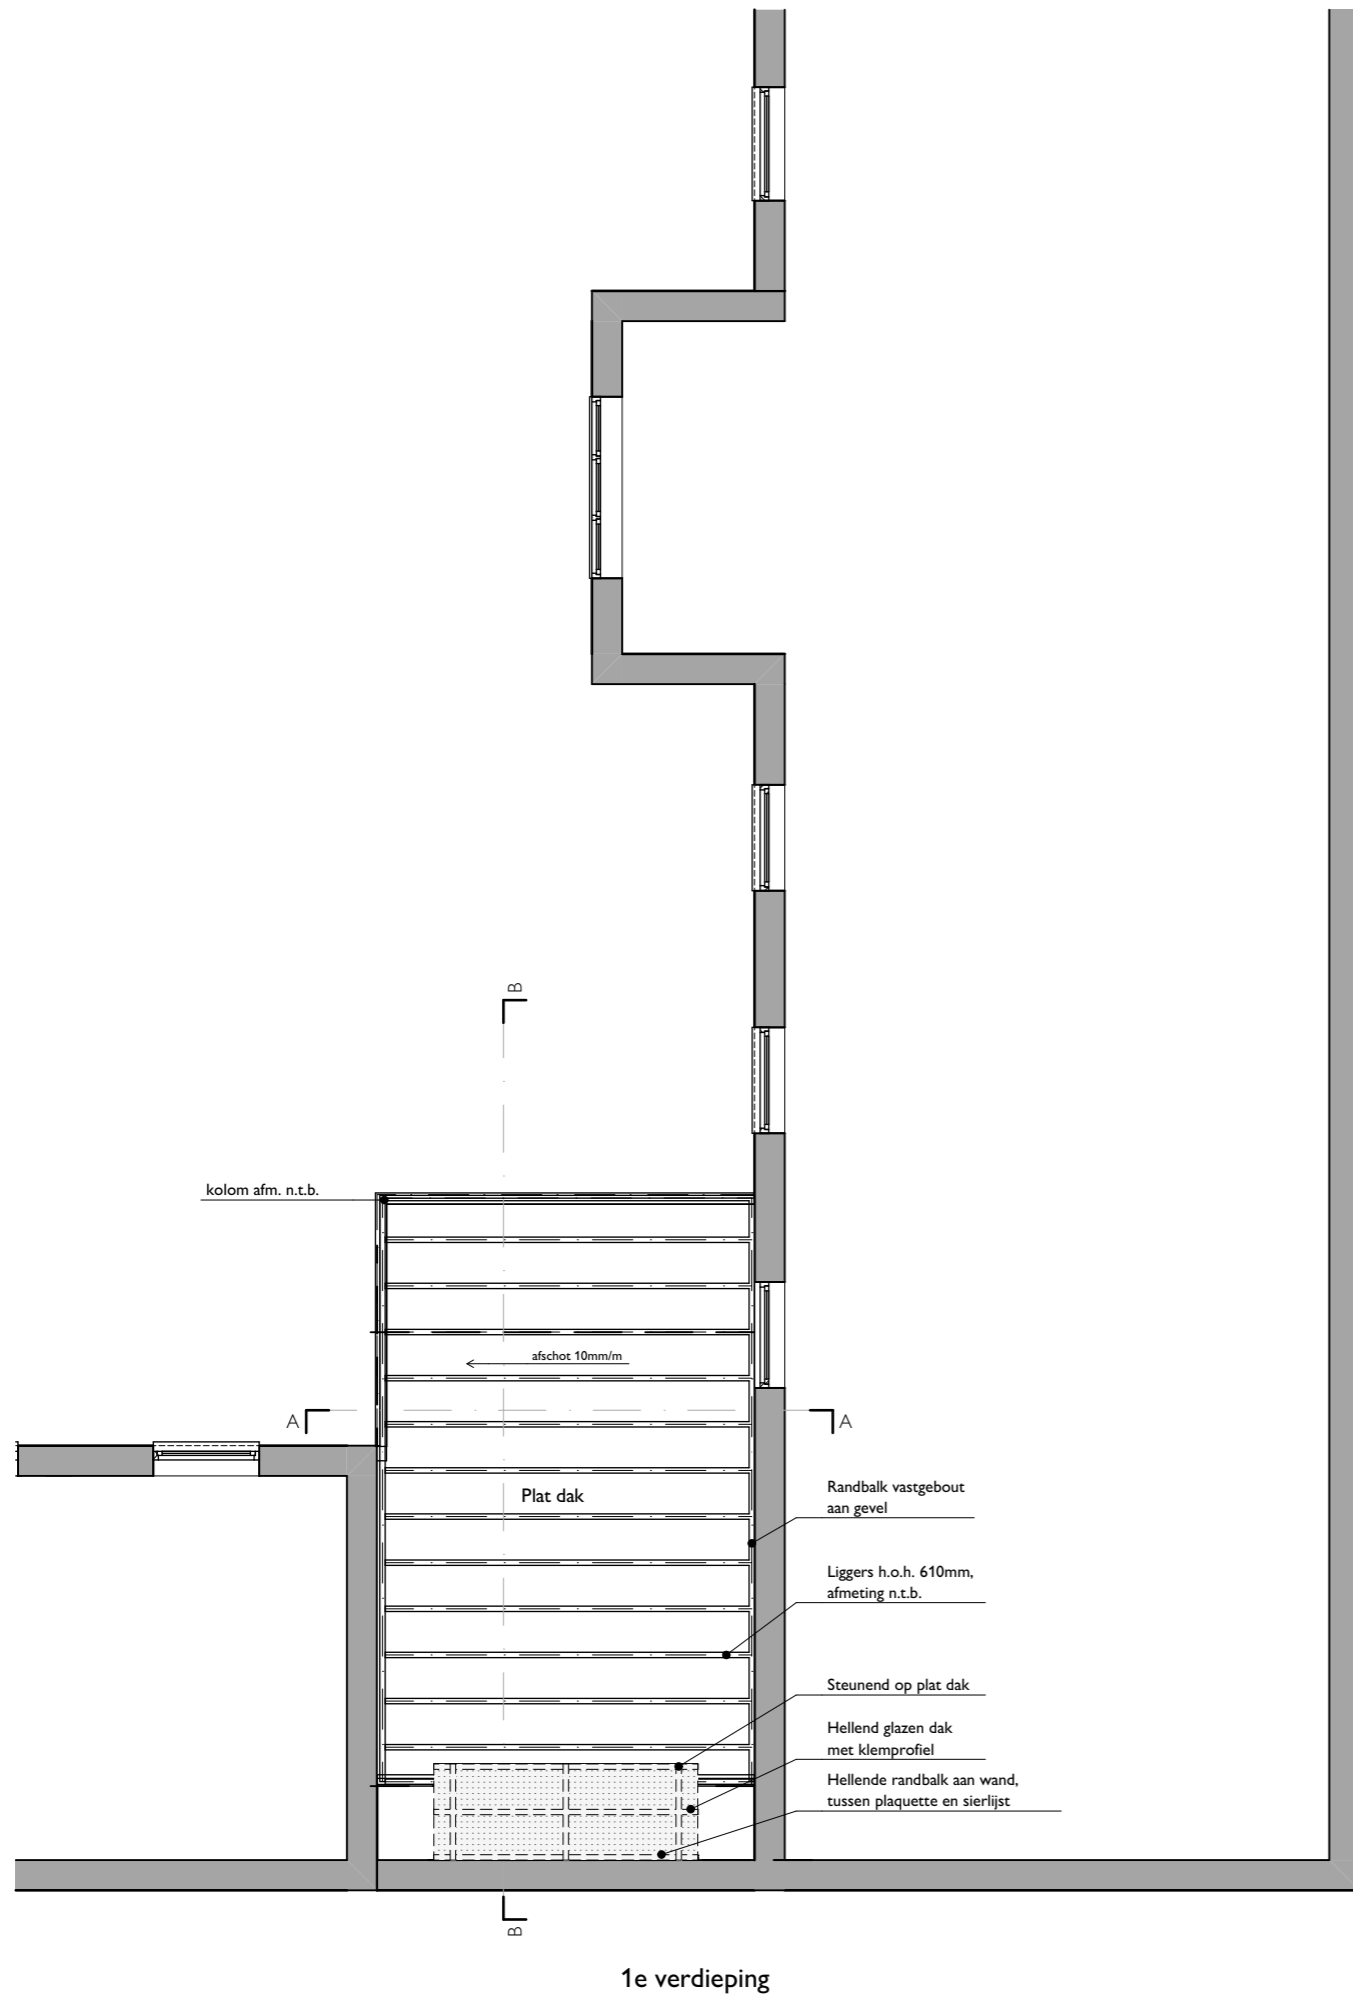 B
kolom afm. n.t.b.
afschot 10mm/m
A
A
Plat dak
Randbalk vastgebout
aan gevel
Liggers h.o.h. 610mm,
afmeting n.t.b.
Steunend op plat dak
Hellend glazen dak
met klemprofiel
Hellende randbalk aan wand,
tussen plaquette en sierlijst
B
1e verdieping